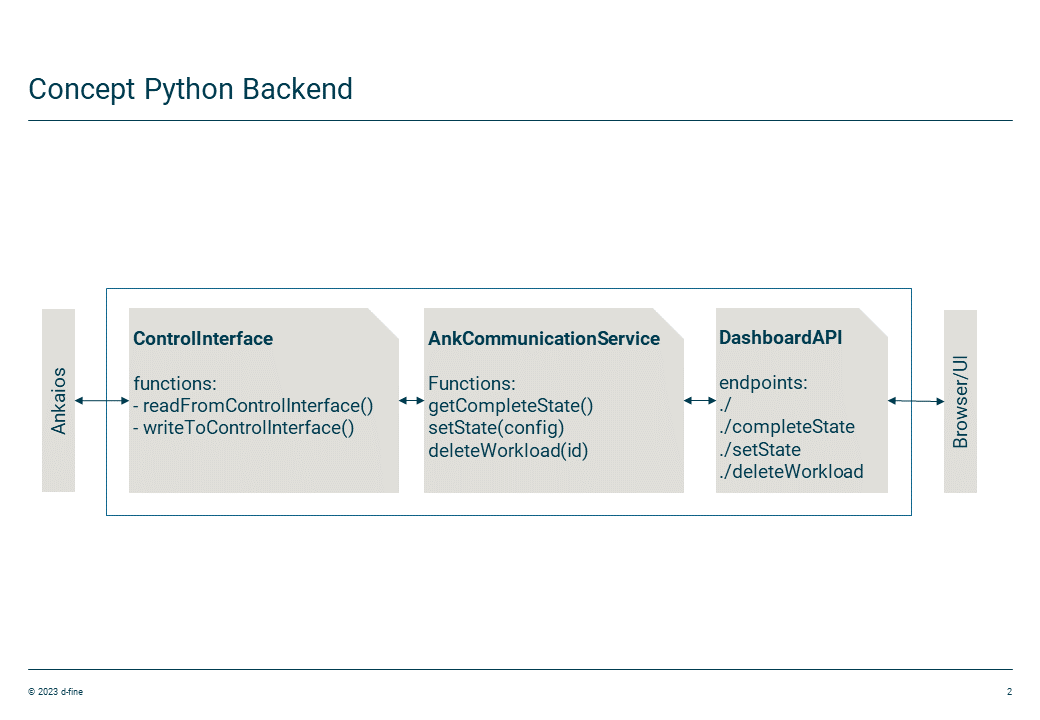 Concept Python Backend
Ankaios
ControlInterface
functions:
- readFromControlInterface()
- writeToControlInterface()
AnkCommunicationService
Functions:
getCompleteState()
setState(config)
deleteWorkload(id)
DashboardAPI
endpoints:
./
./completeState
./setState
./deleteWorkload
Browser/UI
© 2023 d-fine
2